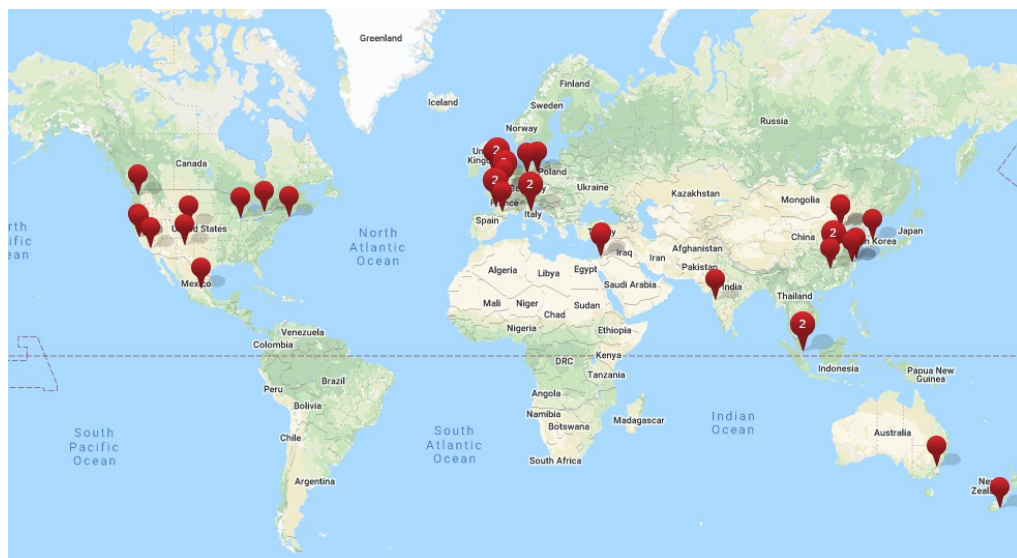 Greenland
Iceland
Finland
Sweden
Norway
Russia
Canada
2
2
2
Poland
Ukraine
Kazakhstan
Mongolia
North
Pacific
Ocean
United States
Spain
Italy
China
South Korea
Japan
2
North
Atlantic
Ocean
Iraq
Iran
Afghanistan
Pakistan
Algeria
Libya
Egypt
Saudi Arabia
India
Mexico
Mali
Niger
Chad
Sudan
Thailand
Nigeria
Ethiopia
2
Venezuela
Colombia
DRC
Kenya
Tanzania
Indonesia
Papua New
Guinea
Peru
Brazil
Bolivia
Angola
Namibia
Botswana
Madagascar
Indian
Ocean
South
Pacific
Ocean
Chile
South
Atlantic
Ocean
South Africa
Australia
Argentina
New
Zealand